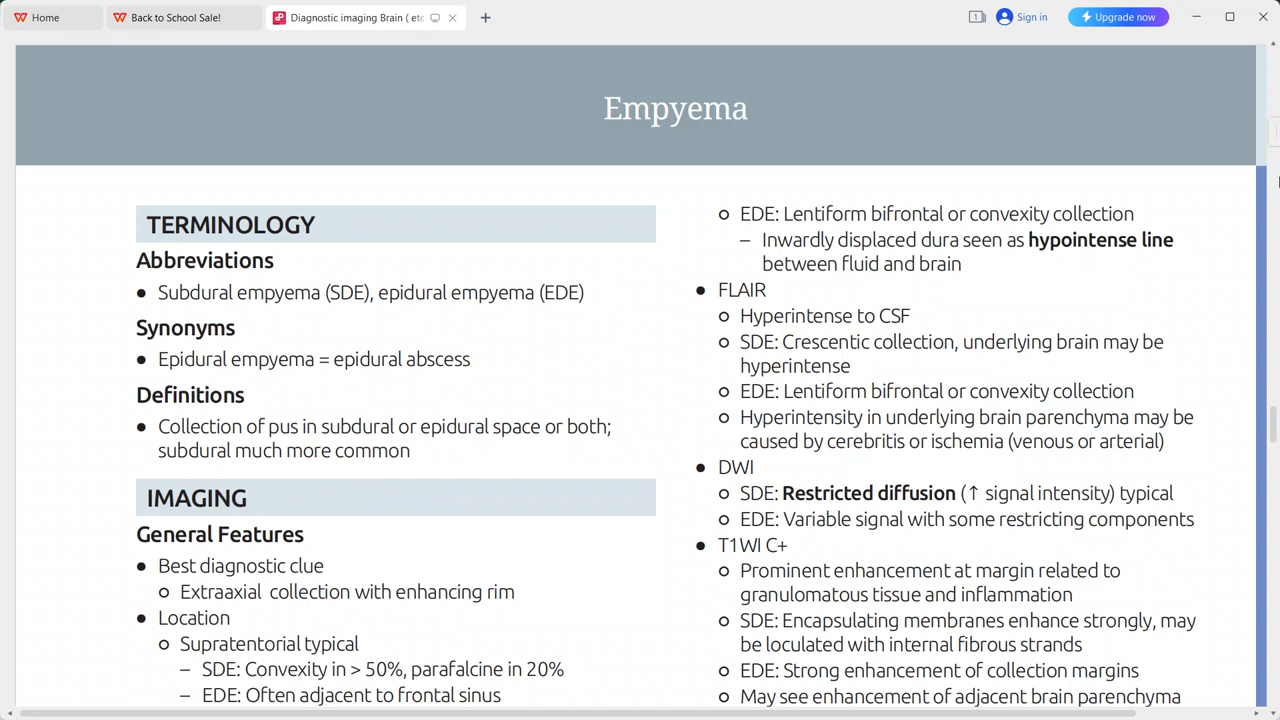 Home
Back to School Sale!
Diagnostic imaging Brain ( etc
1
Sign in
Upgrade now
Empyema
TERMINOLOGY
Abbreviations
● Subdural empyema (SDE), epidural empyema (EDE)
Synonyms
● Epidural empyema = epidural abscess
Definitions
● Collection of pus in subdural or epidural space or both;
subdural much more common
IMAGING
General Features
● Best diagnostic clue
○ Extraaxial collection with enhancing rim
● Location
○ Supratentorial typical
– SDE: Convexity in > 50%, parafalcine in 20%
– EDE: Often adjacent to frontal sinus
○ EDE: Lentiform bifrontal or convexity collection
– Inwardly displaced dura seen as hypointense line
between fluid and brain
● FLAIR
○ Hyperintense to CSF
○ SDE: Crescentic collection, underlying brain may be
hyperintense
○ EDE: Lentiform bifrontal or convexity collection
○ Hyperintensity in underlying brain parenchyma may be
caused by cerebritis or ischemia (venous or arterial)
● DWI
○ SDE: Restricted diffusion (↑ signal intensity) typical
○ EDE: Variable signal with some restricting components
● T1WI C+
○ Prominent enhancement at margin related to
granulomatous tissue and inflammation
○ SDE: Encapsulating membranes enhance strongly, may
be loculated with internal fibrous strands
○ EDE: Strong enhancement of collection margins
○ May see enhancement of adjacent brain parenchyma